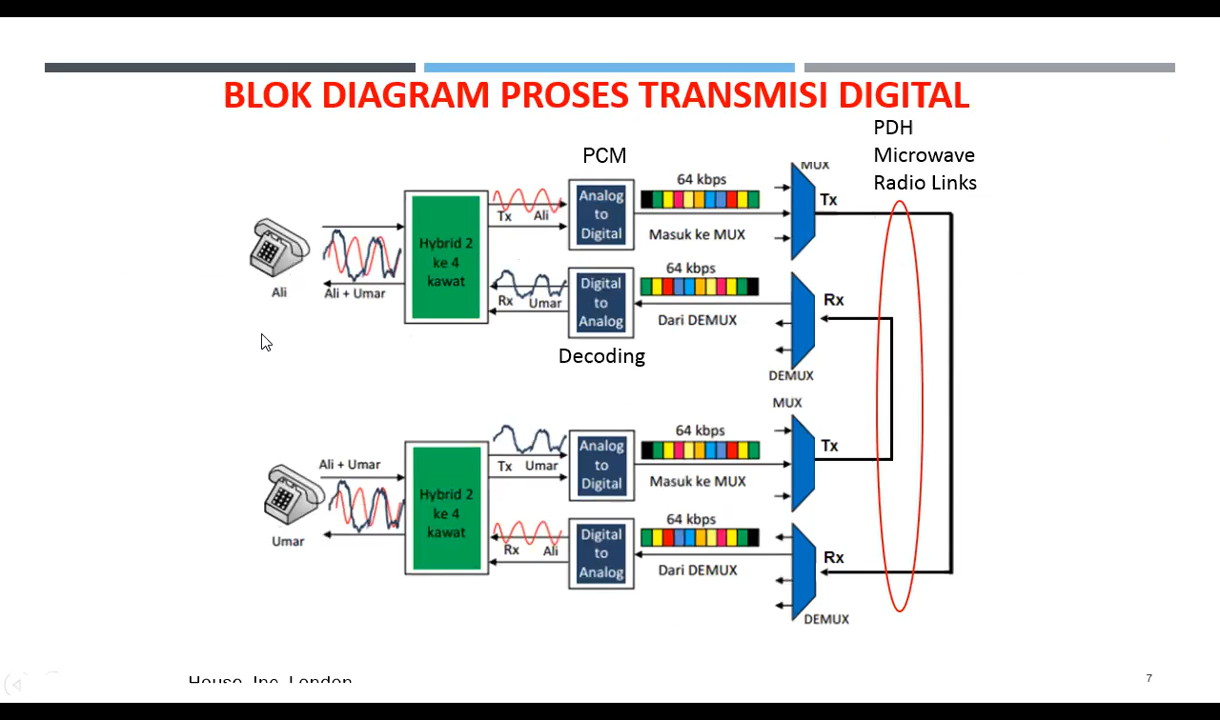 BLOK DIAGRAM PROSES TRANSMISI DIGITAL
PDH
Microwave
Radio Links
PCM
MUX
64 kbps
Analog
to
Digital
Tx
Tx Ali
Masuk ke MUX
Hybrid 2
ke 4
kawat
64 kbps
Digital
to
Analog
Ali
Ali + Umar
Rx Umar
Rx
Dari DEMUX
Decoding
DEMUX
MUX
64 kbps
Analog
to
Digital
Tx
Ali + Umar
Tx Umar
Masuk ke MUX
Hybrid 2
ke 4
kawat
64 kbps
Digital
to
Analog
Umar
Rx Ali
Rx
Dari DEMUX
DEMUX
House, Inc, London
7